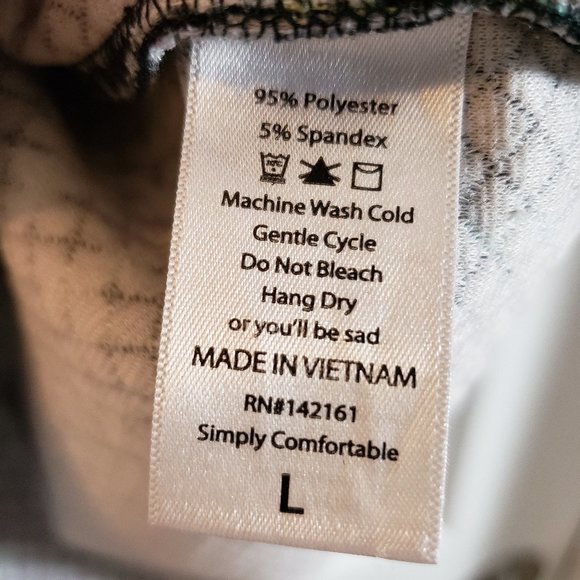 95% Polyester
5% Spandex
Machine Wash Cold
Gentle Cycle
Do Not Bleach
Hang Dry
or you'll be sad
MADE IN VIETNAM
RN#142161
Simply Comfortable
L